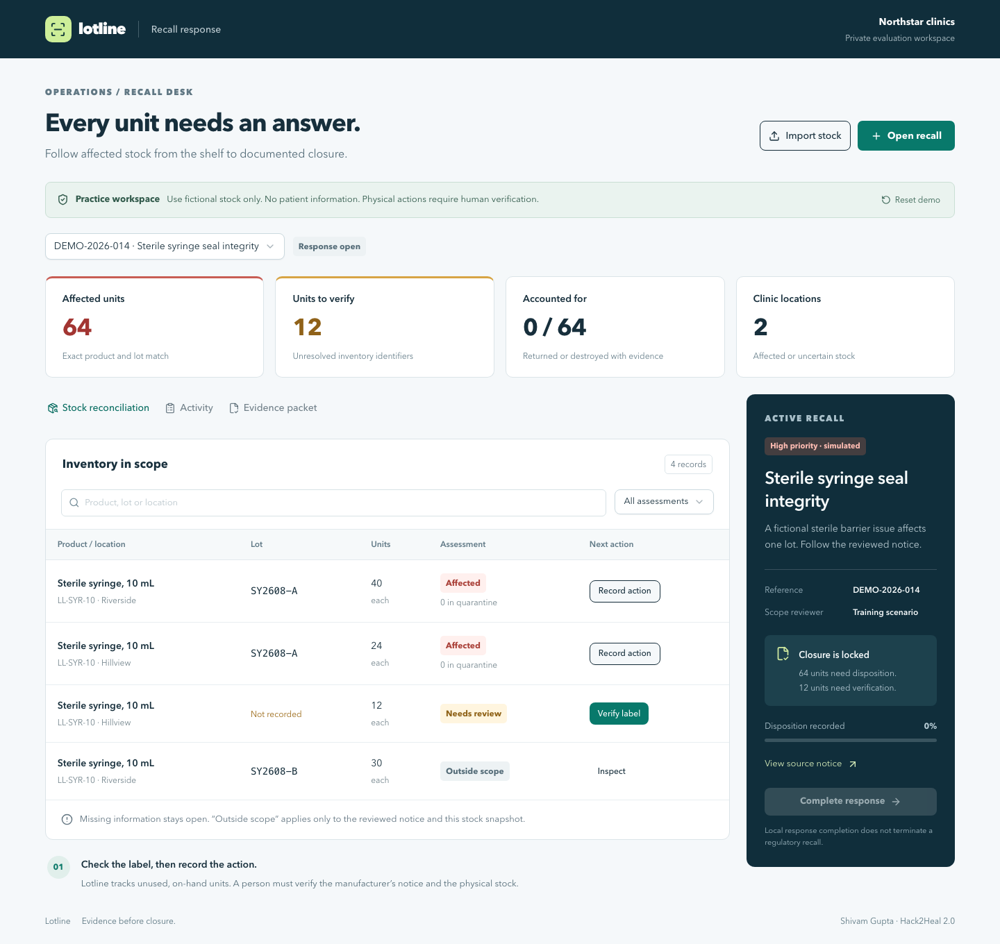 lotline
Recall response
Northstar clinics
Private evaluation workspace
OPERATIONS / RECALL DESK
Every unit needs an answer.
Follow affected stock from the shelf to documented closure.
Import stock
Open recall
Practice workspace Use fictional stock only. No patient information. Physical actions require human verification.
Reset demo
DEMO-2026-014 · Sterile syringe seal integrity
Response open
Affected units
64
Exact product and lot match
Units to verify
12
Unresolved inventory identifiers
Accounted for
0 / 64
Returned or destroyed with evidence
Clinic locations
2
Affected or uncertain stock
Stock reconciliation
Activity
Evidence packet
Inventory in scope
4 records
Product, lot or location
All assessments
Product / location Lot Units Assessment Next action
Sterile syringe, 10 mL
LL-SYR-10 · Riverside
SY2608–A
40
each
Affected
0 in quarantine
Record action
Sterile syringe, 10 mL
LL-SYR-10 · Hillview
SY2608–A
24
each
Affected
0 in quarantine
Record action
Sterile syringe, 10 mL
LL-SYR-10 · Hillview
Not recorded
12
each
Needs review
Verify label
Sterile syringe, 10 mL
LL-SYR-10 · Riverside
SY2608–B
30
each
Outside scope
Inspect
Missing information stays open. “Outside scope” applies only to the reviewed notice and this stock snapshot.
01
Check the label, then record the action.
Lotline tracks unused, on-hand units. A person must verify the manufacturer’s notice and the physical stock.
ACTIVE RECALL
High priority · simulated
Sterile syringe seal
integrity
A fictional sterile barrier issue affects
one lot. Follow the reviewed notice.
Reference DEMO-2026-014
Scope reviewer Training scenario
Closure is locked
64 units need disposition.
12 units need verification.
Disposition recorded 0%
View source notice
Complete response
Local response completion does not terminate a
regulatory recall.
Lotline Evidence before closure.
Shivam Gupta · Hack2Heal 2.0